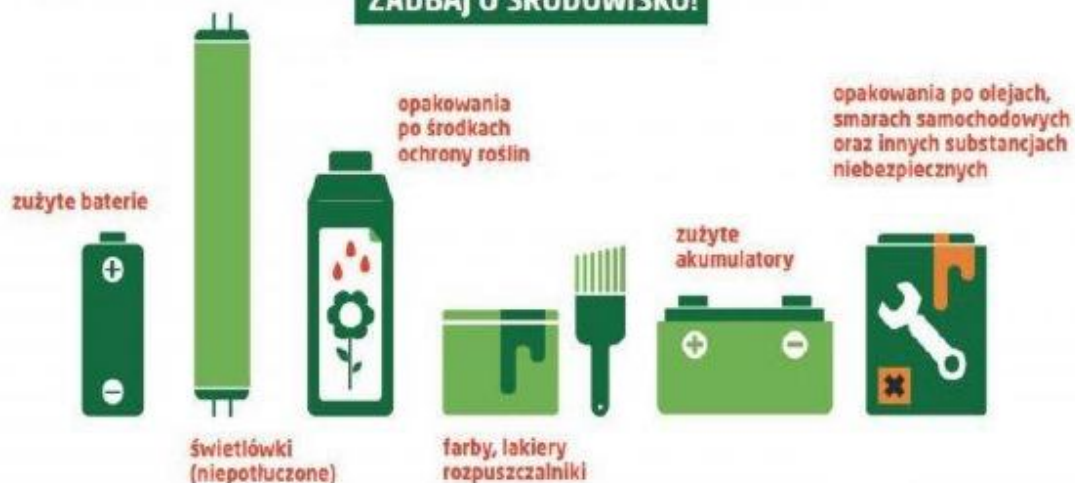 ZADBAJ O ŚRODOWISKO!
opakowania
po środkach
ochrony roślin
opakowania po olejach,
smarach samochodowych
oraz innych substancjach
niebezpiecznych
zużyte baterie
zużyte
akumulatory
świetlówki
(niepotłuczone)
farby, lakiery
rozpuszczalniki